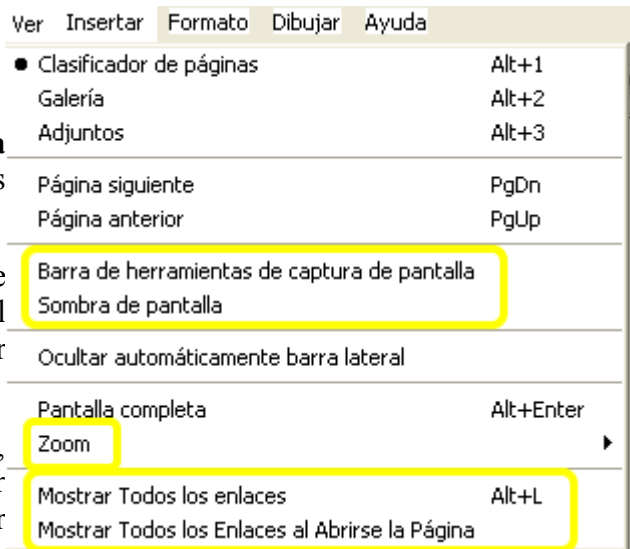 Ver Insertar Formato Dibujar Ayuda
● Clasificador de páginas Alt+1
Galería Alt+2
Adjuntos Alt+3
Página siguiente PgDn
Página anterior PgUp
Barra de herramientas de captura de pantalla
Sombra de pantalla
Ocultar automáticamente barra lateral
Pantalla completa Alt+Enter
Zoom
Mostrar Todos los enlaces Alt+L
Mostrar Todos los Enlaces al Abrirse la Página